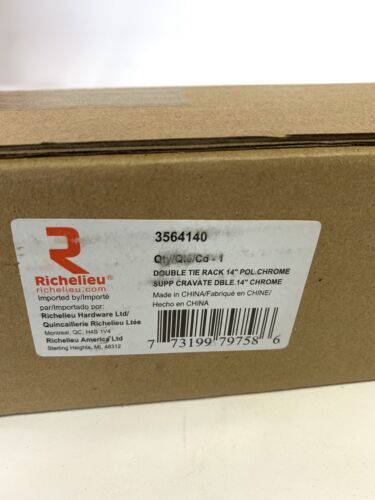 Richelieu®
richelieu.com
Imported by/Importé
par/Importado por:
Richelieu Hardware Ltd/
Quincaillerie Richelieu Ltée
Montreal, QC, H4S 1V4
Richelieu America Ltd
Sterling Heights, MI, 48312
3564140
Qty/Qté/Cd - 1
DOUBLE TIE RACK 14" POL.CHROME
SUPP CRAVATE DBLE.14" CHROME
Made in CHINA/Fabriqué en CHINE/
Hecho en CHINA
7 73199 79758 6